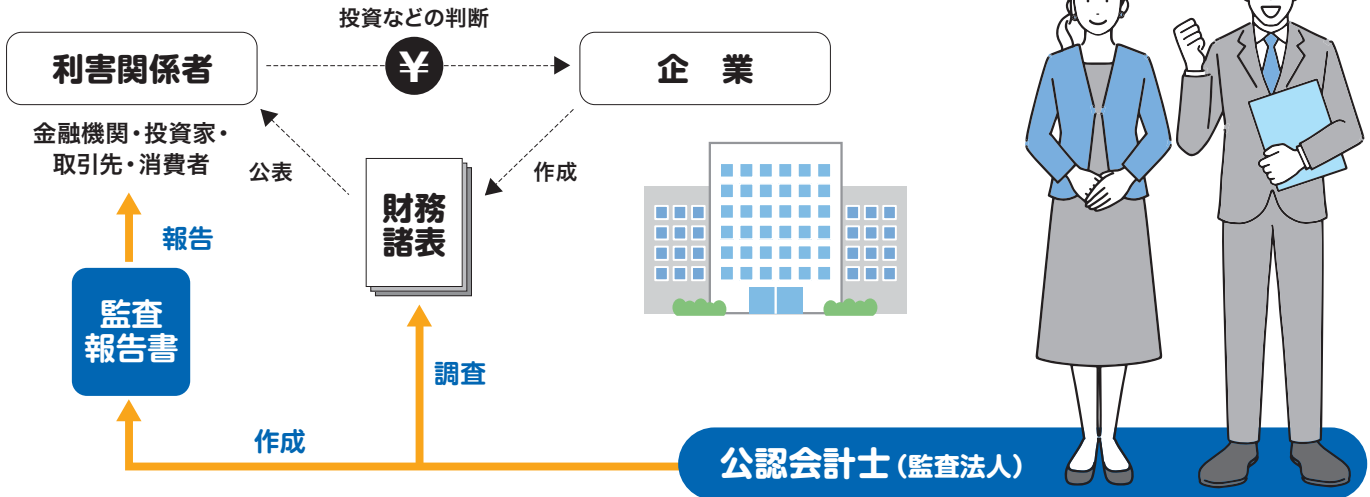 投資などの判断
利害関係者
¥
企 業
金融機関・投資家・
取引先・消費者
公表
作成
財務
諸表
報告
監査
報告書
調査
作成
公認会計士(監査法人)